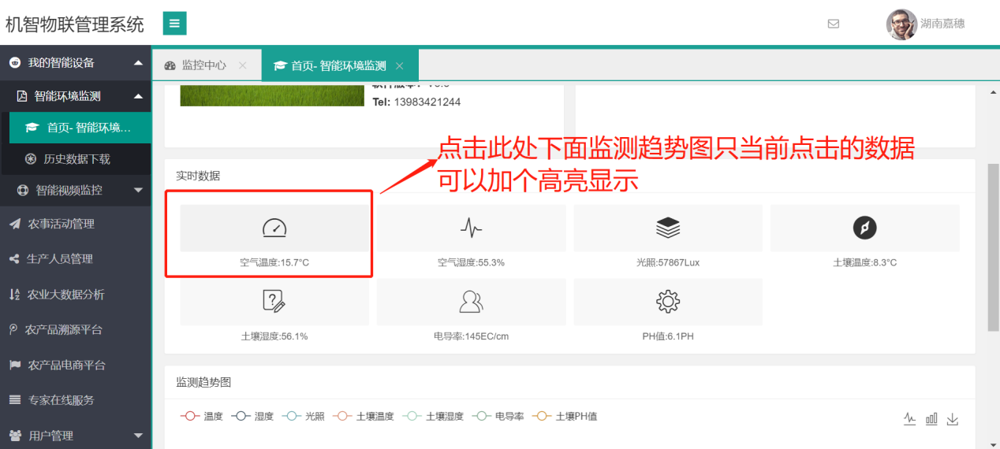 机智物联管理系统
湖南嘉穗
我的智能设备
智能环境监测
首页- 智能环境...
历史数据下载
智能视频监控
农事活动管理
生产人员管理
农业大数据分析
农产品溯源平台
农产品电商平台
专家在线服务
用户管理
监控中心
首页- 智能环境监测
Tel: 13983421244
点击此处下面监测趋势图只当前点击的数据
可以加个高亮显示
实时数据
空气温度:15.7°C
空气湿度:55.3%
光照:57867Lux
土壤温度:8.3°C
土壤湿度:56.1%
电导率:145EC/cm
PH值:6.1PH
监测趋势图
温度 湿度 光照 土壤温度 土壤湿度 电导率 土壤PH值